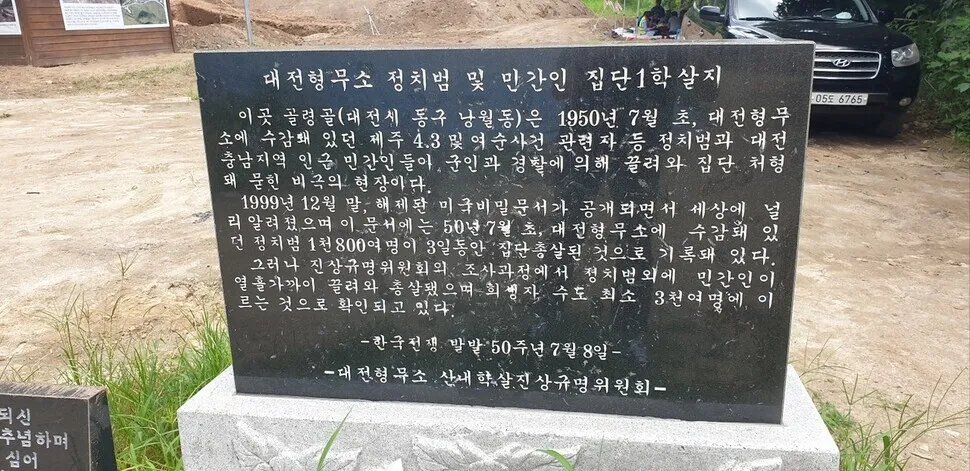 대전형무소 정치범 및 민간인 집단1학살지
이곳 골령골(대전시 동구 낭월동)은 1950년 7월 초, 대전형무
소에 수감돼 있던 제주 4.3 및 여순사건 관련자 등 정치범과 대전
충남지역 인근 민간인들이 군인과 경찰에 의해 끌려와 집단 처형
돼 묻힌 비극의 현장이다.
1999년 12월 말, 해제된 미국비밀문서가 공개되면서 세상에 널
리 알려졌으며 이 문서에는 50년 7월 초, 대전형무소에 수감돼 있
던 정치범 1천800여명이 3일동안 집단총살된 것으로 기록돼 있다.
그러나 진상규명위원회의 조사과정에서 정치범외에 민간인이
열흘가까이 끌려와 총살됐으며 희생자 수도 최소 3천여명에 이
르는 것으로 확인되고 있다.
-한국전쟁 발발 50주년 7월 8일-
-대전형무소 산내학살진상규명위원회-
되신
추념하며
심어
05도 6765